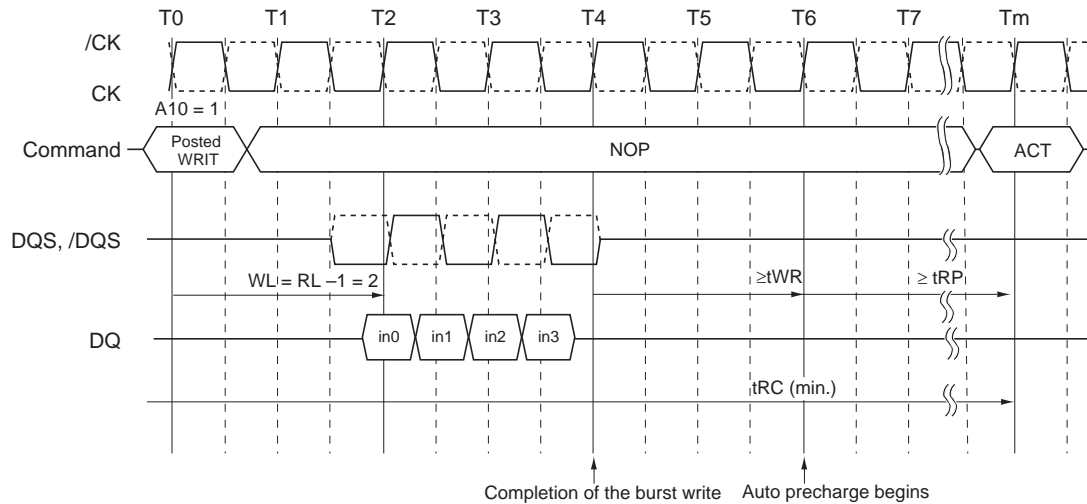 T0 T1 T2 T3 T4 T5 T6 T7 Tm
/CK
CK
A10 = 1
Command
Posted
WRIT
NOP
ACT
DQS, /DQS
WL = RL –1 = 2
≥tWR
≥ tRP
DQ
in0 in1 in2 in3
tRC (min.)
Completion of the burst write
Auto precharge begins